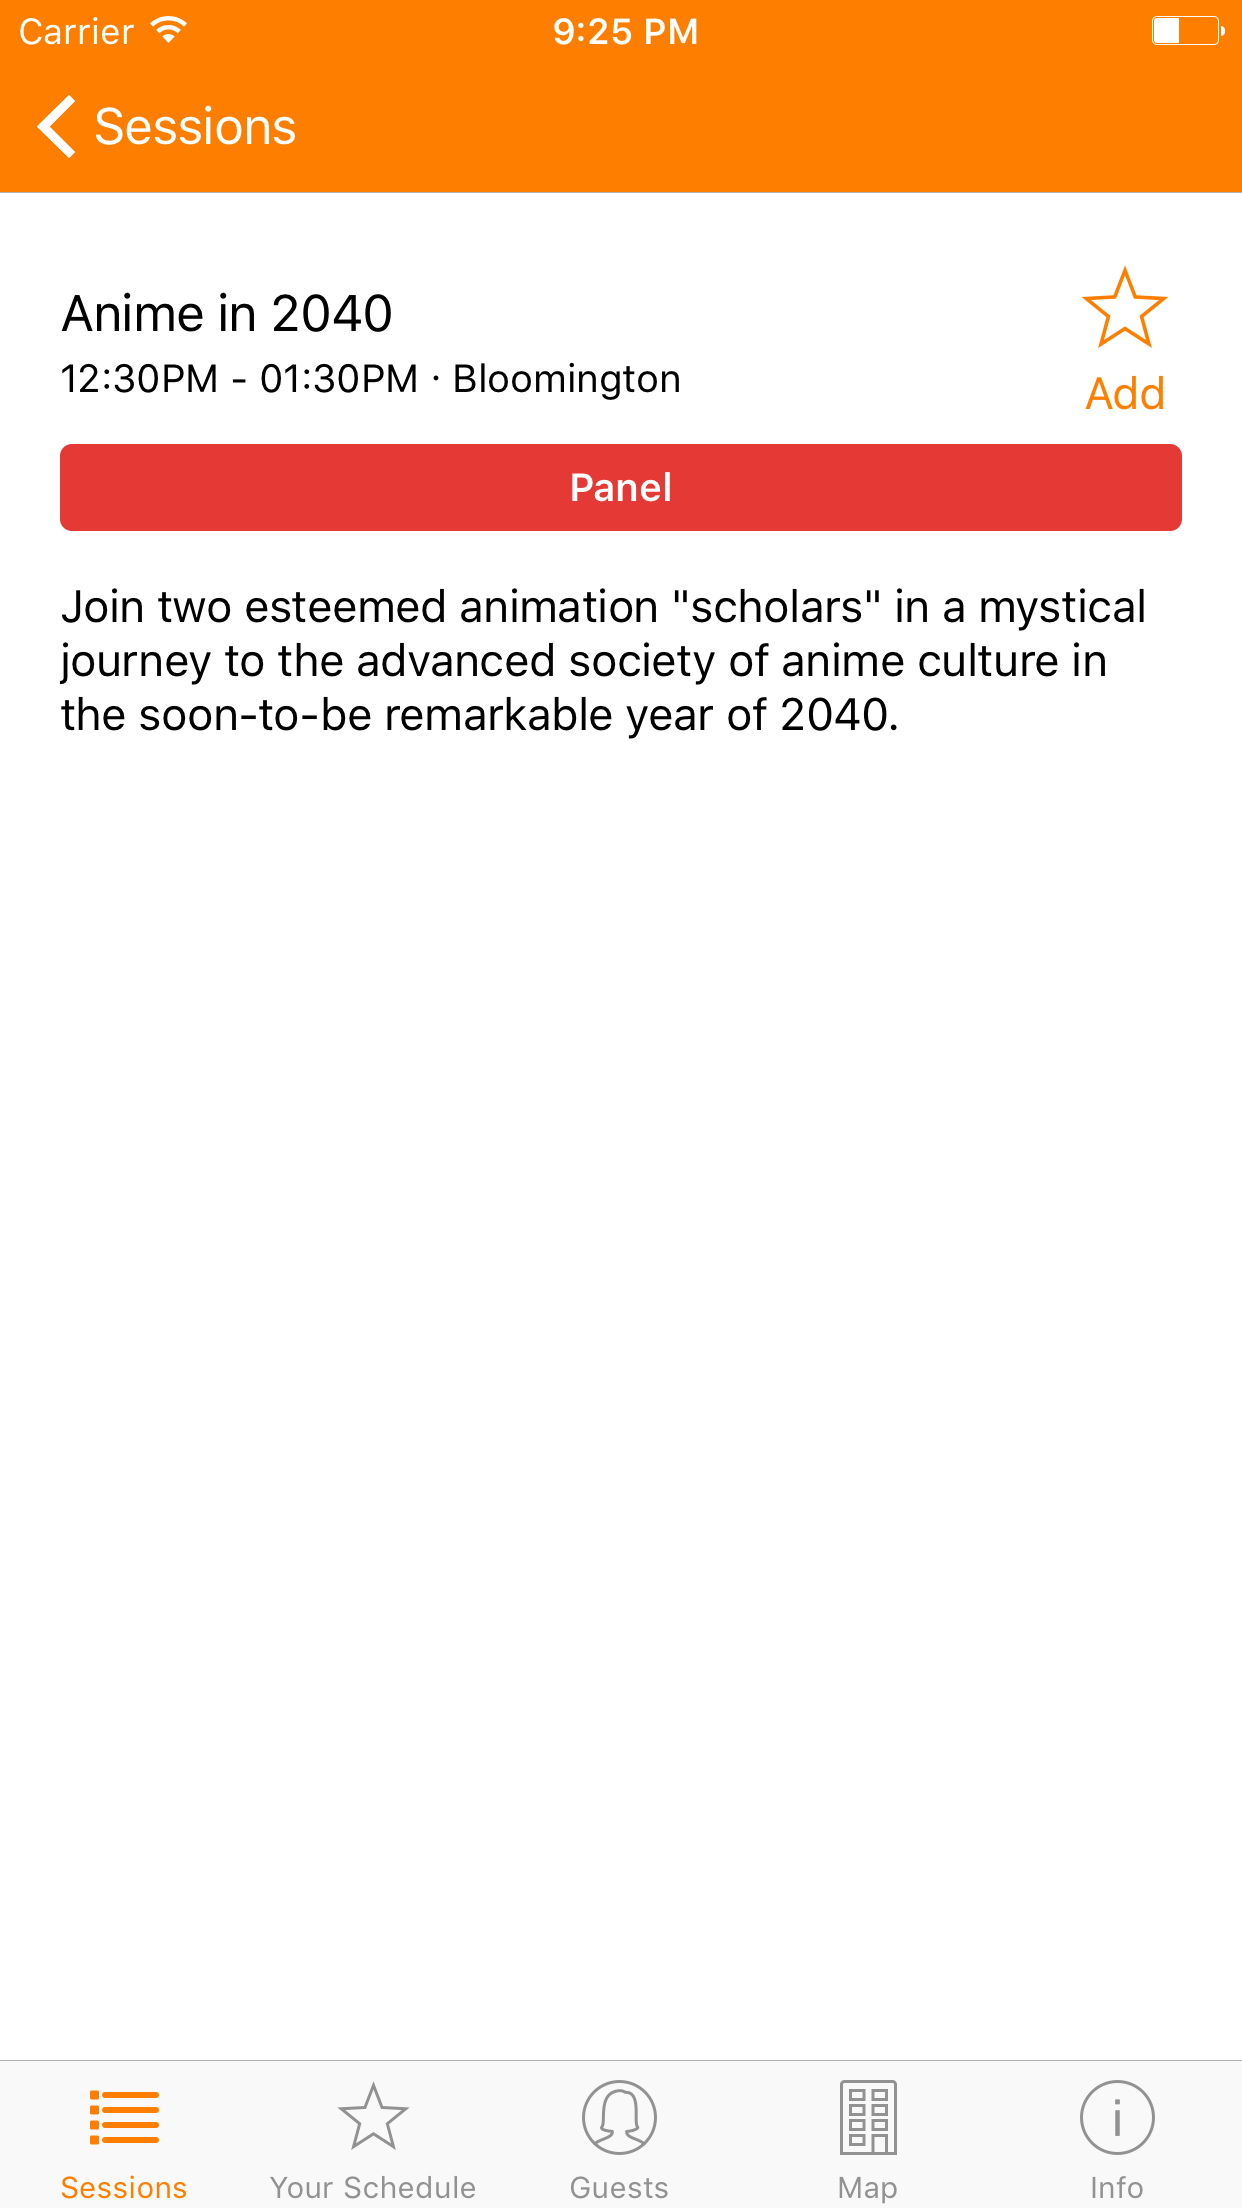 Carrier 9:25 PM
Sessions
Anime in 2040
12:30PM - 01:30PM · Bloomington
Add
Panel
Join two esteemed animation "scholars" in a mystical
journey to the advanced society of anime culture in
the soon-to-be remarkable year of 2040.
Sessions Your Schedule Guests Map Info